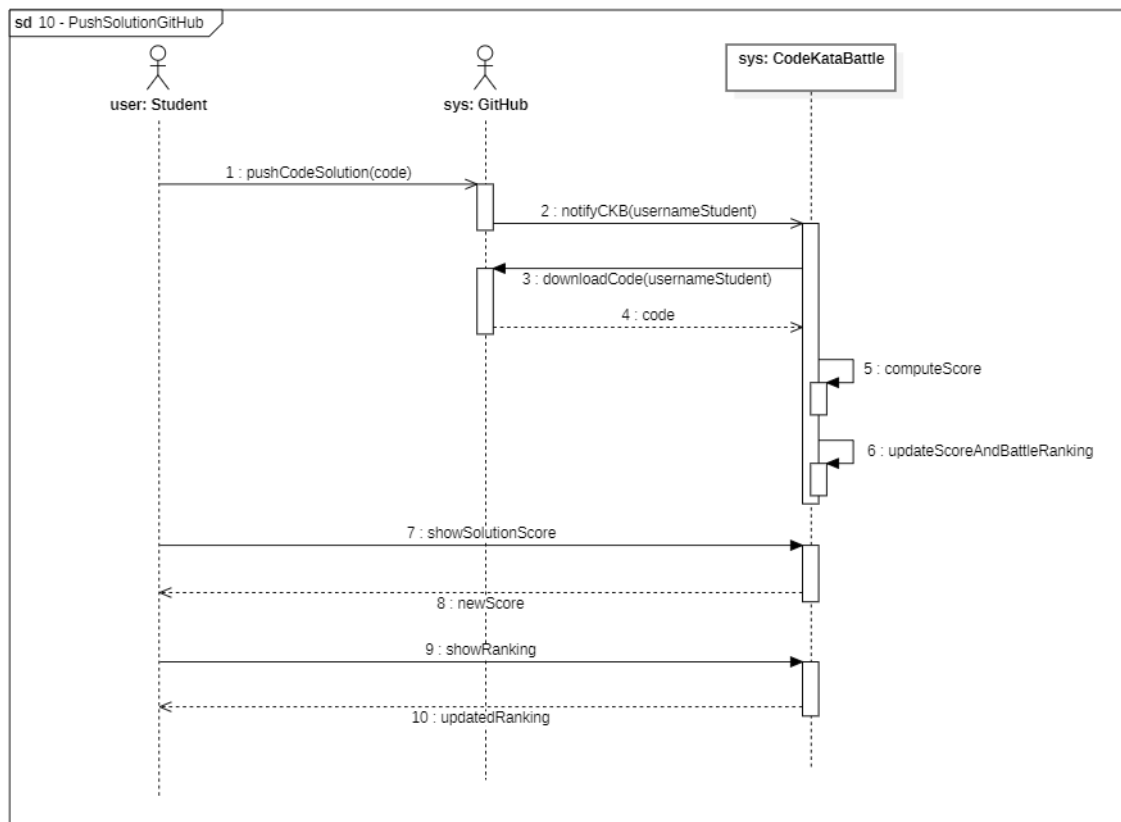 sd 10 - PushSolutionGitHub
user: Student
sys: GitHub
sys: CodeKataBattle
1 : pushCodeSolution(code)
2 : notifyCKB(usernameStudent)
3 : downloadCode(usernameStudent)
4 : code
5 : computeScore
6 : updateScoreAndBattleRanking
7 : showSolutionScore
8 : newScore
9 : showRanking
10 : updatedRanking